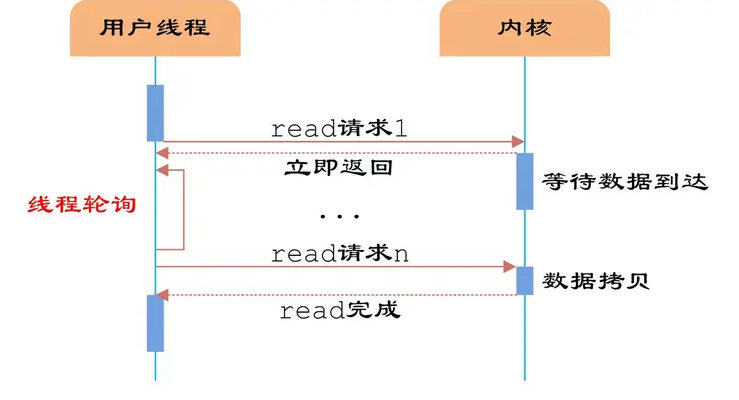 用户线程
内核
read请求1
立即返回
等待数据到达
线程轮询
...
read请求n
数据拷贝
read完成